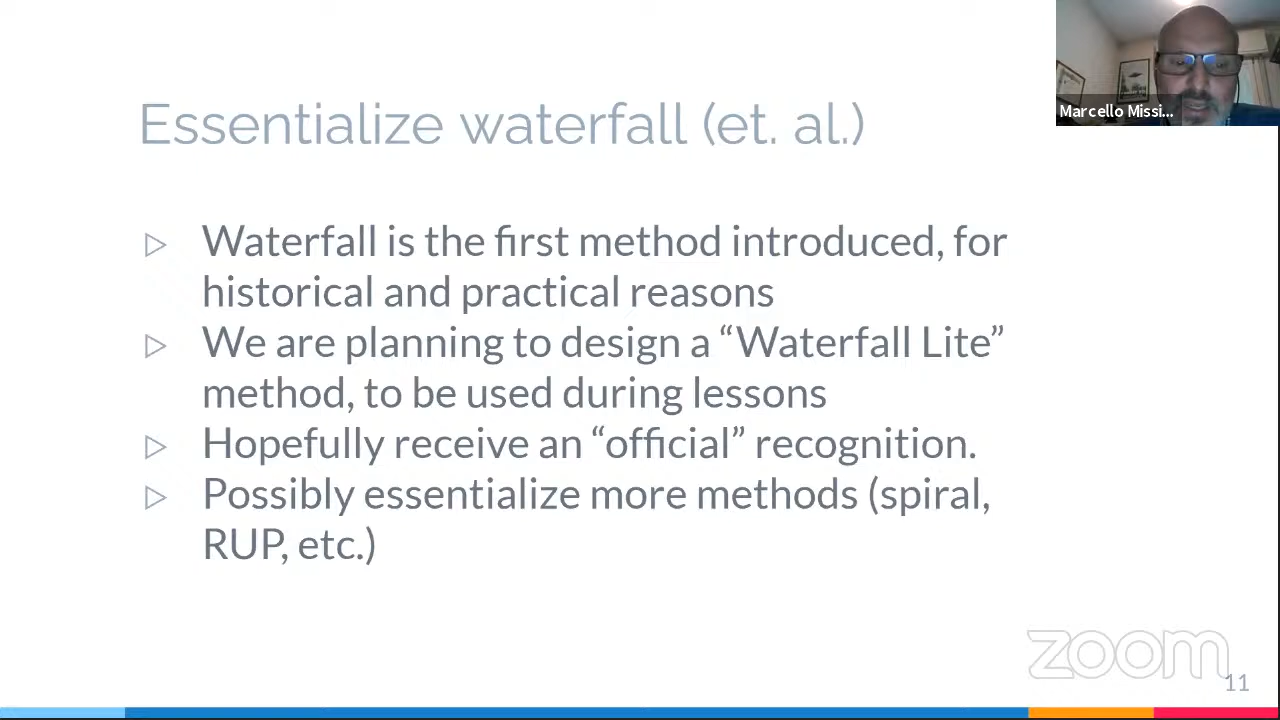 Essentialize waterfall (et. al.)
Marcello Missi...
▷ Waterfall is the first method introduced, for
historical and practical reasons
▷ We are planning to design a “Waterfall Lite”
method, to be used during lessons
▷ Hopefully receive an “official” recognition.
▷ Possibly essentialize more methods (spiral,
RUP, etc.)
zoom
11